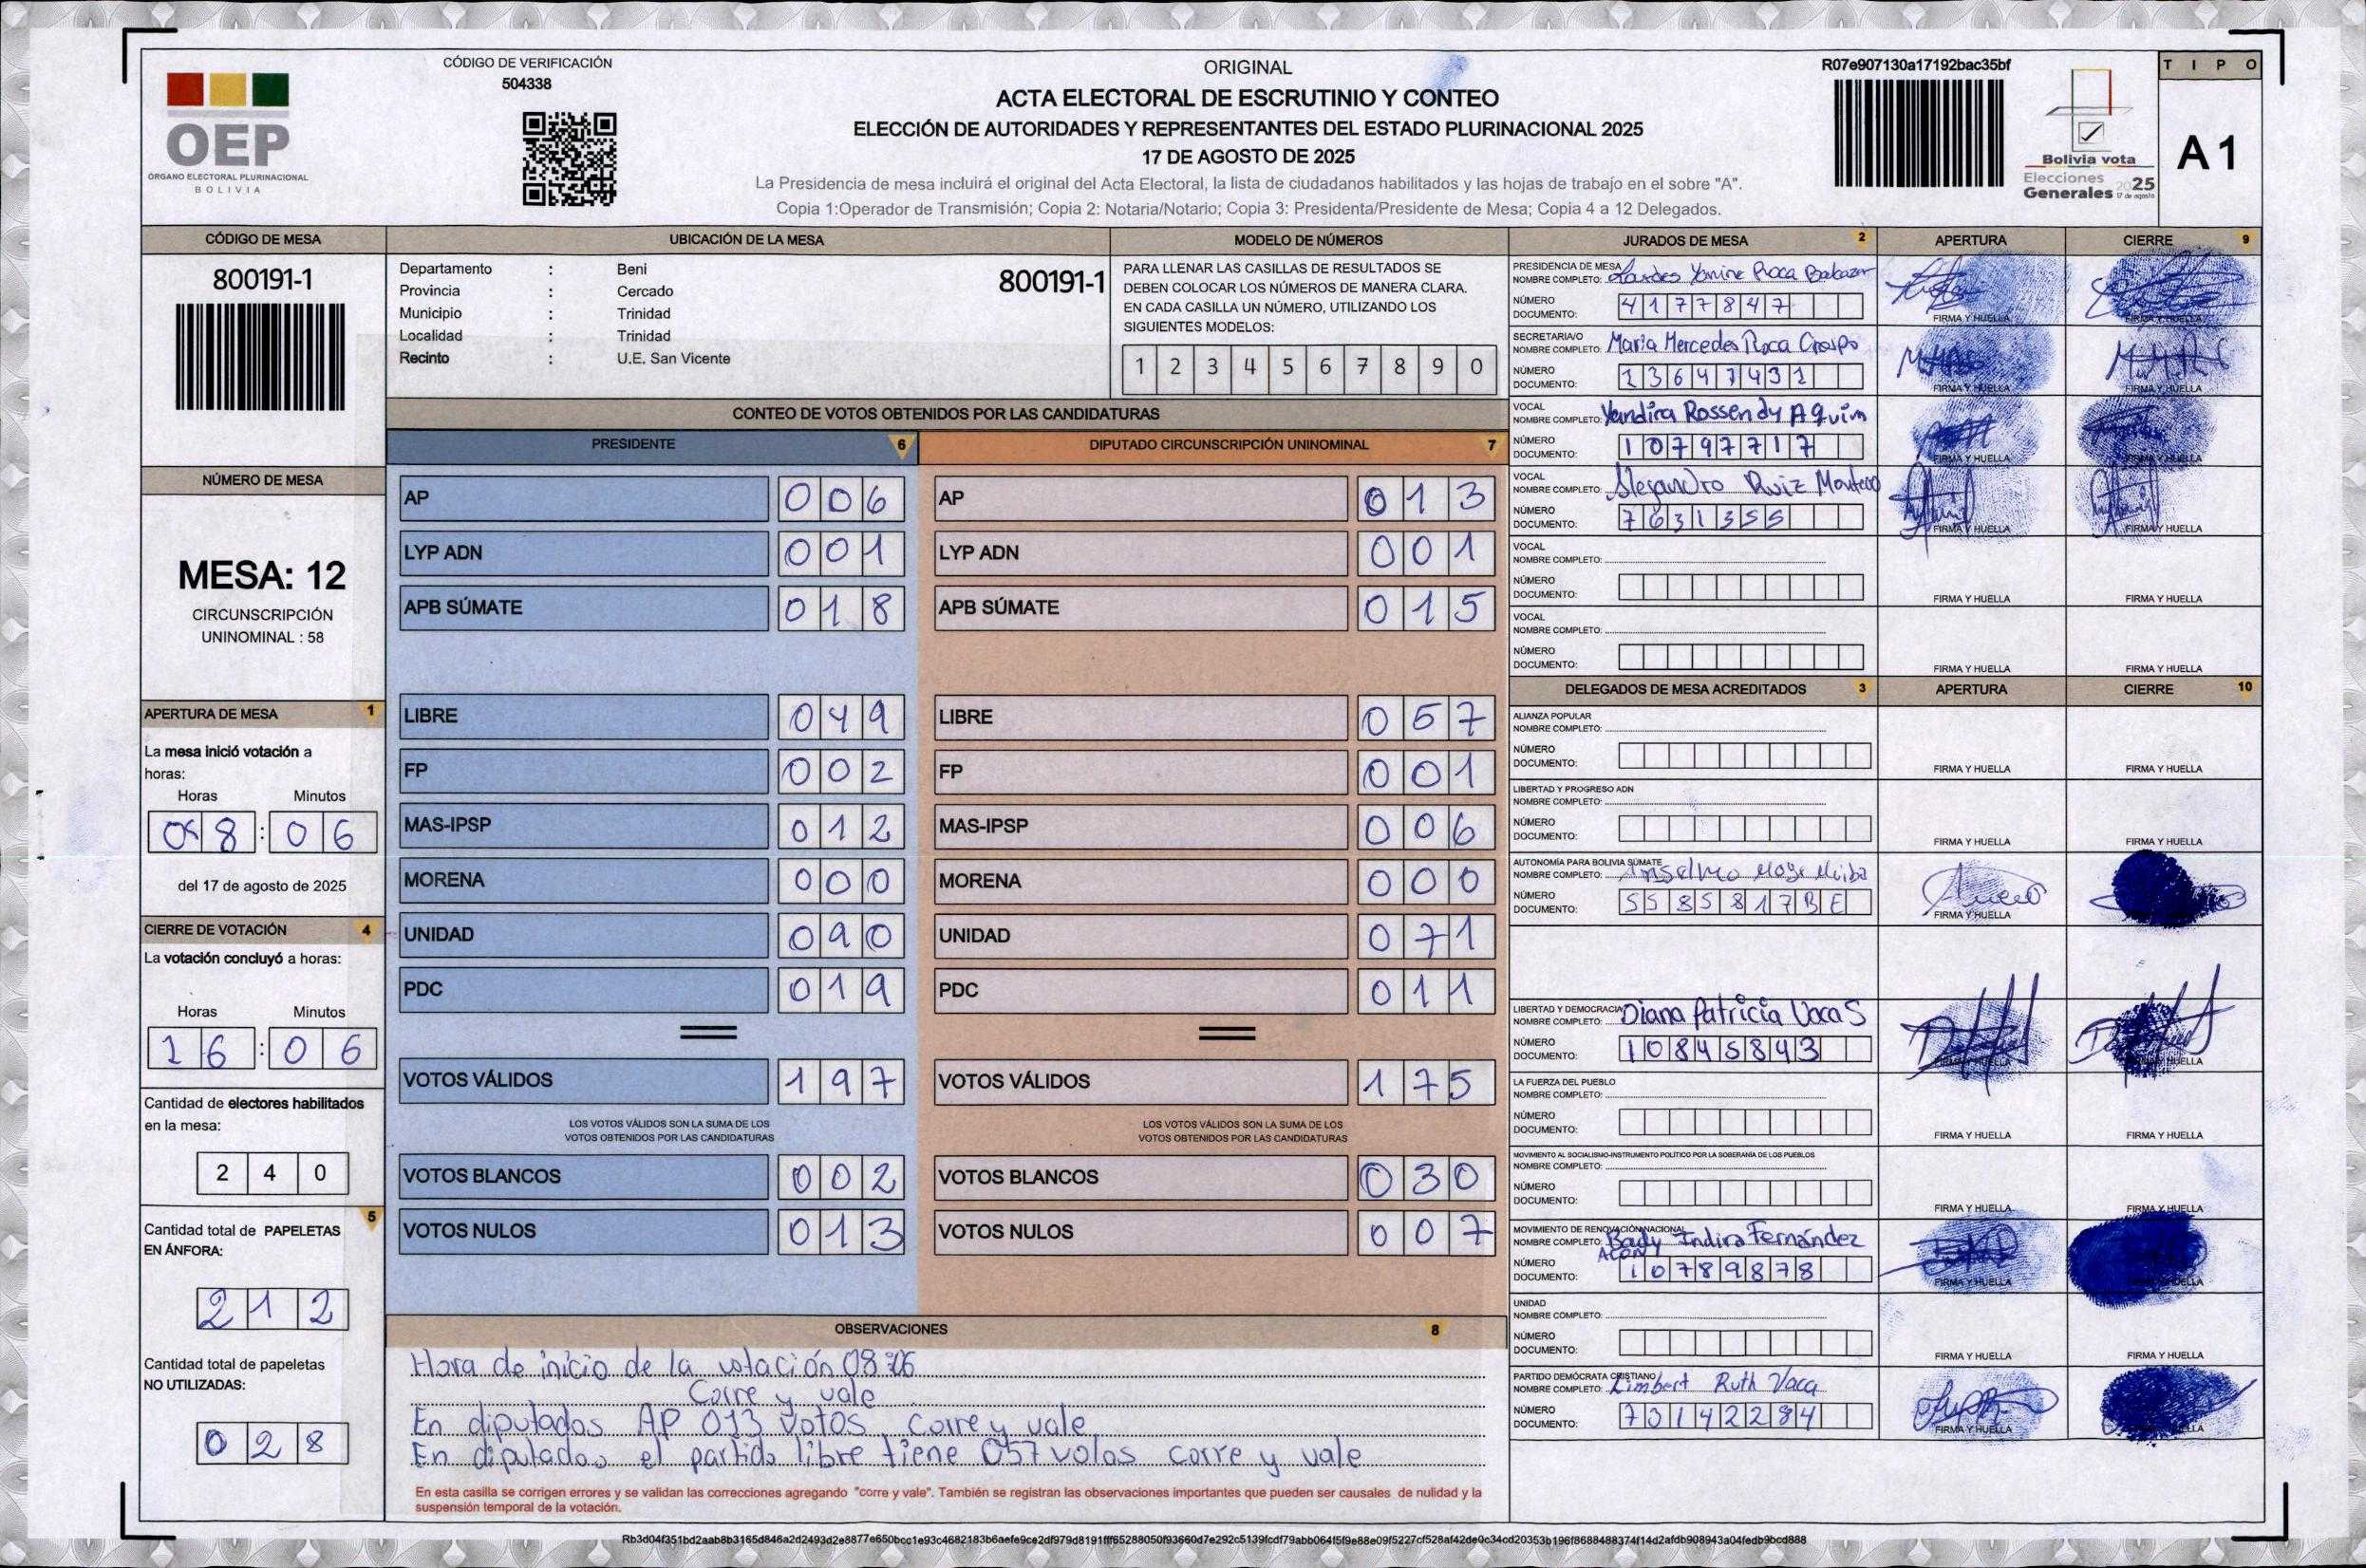 CÓDIGO DE VERIFICACIÓN
504338
OEP
ÓRGANO ELECTORAL PLURINACIONAL
BOLIVIA
ORIGINAL
ACTA ELECTORAL DE ESCRUTINIO Y CONTEO
ELECCIÓN DE AUTORIDADES Y REPRESENTANTES DEL ESTADO PLURINACIONAL 2025
17 DE AGOSTO DE 2025
La Presidencia de mesa incluirá el original del Acta Electoral, la lista de ciudadanos habilitados y las hojas de trabajo en el sobre "A".
Copia 1:Operador de Transmisión; Copia 2: Notaria/Notario; Copia 3: Presidenta/Presidente de Mesa; Copia 4 a 12 Delegados.
R07e907130a17192bac35bf
Bolivia vota
Elecciones
Generales 2025
17 de agosto
TIPO
A1
CÓDIGO DE MESA
800191-1
NÚMERO DE MESA
MESA: 12
CIRCUNSCRIPCIÓN
UNINOMINAL : 58
APERTURA DE MESA 1
La mesa inició votación a
horas:
Horas Minutos
08 : 06
del 17 de agosto de 2025
CIERRE DE VOTACIÓN 4
La votación concluyó a horas:
Horas Minutos
16 : 06
Cantidad de electores habilitados
en la mesa:
240
5
Cantidad total de PAPELETAS
EN ÁNFORA:
212
Cantidad total de papeletas
NO UTILIZADAS:
028
UBICACIÓN DE LA MESA
Departamento : Beni 800191-1
Provincia : Cercado
Municipio : Trinidad
Localidad : Trinidad
Recinto : U.E. San Vicente
MODELO DE NÚMEROS
PARA LLENAR LAS CASILLAS DE RESULTADOS SE
DEBEN COLOCAR LOS NÚMEROS DE MANERA CLARA.
EN CADA CASILLA UN NÚMERO, UTILIZANDO LOS
SIGUIENTES MODELOS:
1 2 3 4 5 6 7 8 9 0
CONTEO DE VOTOS OBTENIDOS POR LAS CANDIDATURAS
PRESIDENTE 6
AP 006
LYP ADN 001
APB SÚMATE 018
LIBRE 049
FP 002
MAS-IPSP 012
MORENA 000
UNIDAD 090
PDC 019
VOTOS VÁLIDOS 197
LOS VOTOS VÁLIDOS SON LA SUMA DE LOS
VOTOS OBTENIDOS POR LAS CANDIDATURAS
VOTOS BLANCOS 002
VOTOS NULOS 013
DIPUTADO CIRCUNSCRIPCIÓN UNINOMINAL 7
AP 013
LYP ADN 001
APB SÚMATE 015
LIBRE 057
FP 001
MAS-IPSP 006
MORENA 000
UNIDAD 071
PDC 011
VOTOS VÁLIDOS 175
LOS VOTOS VÁLIDOS SON LA SUMA DE LOS
VOTOS OBTENIDOS POR LAS CANDIDATURAS
VOTOS BLANCOS 030
VOTOS NULOS 007
OBSERVACIONES 8
Hora de inicio de la votación 08:06
Corre y vale
En diputados AP 013 votos corre y vale
En diputados el partido libre tiene 057 votos corre y vale
En esta casilla se corrigen errores y se validan las correcciones agregando "corre y vale". También se registran las observaciones importantes que pueden ser causales de nulidad y la
suspensión temporal de la votación.
JURADOS DE MESA 2 APERTURA CIERRE 9
PRESIDENCIA DE MESA
NOMBRE COMPLETO: Yanine Roca
NÚMERO
DOCUMENTO: 4177847
FIRMA Y HUELLA FIRMA Y HUELLA
SECRETARIA/O
NOMBRE COMPLETO: Maria Mercedes Roca Crespo
NÚMERO
DOCUMENTO: 13647431
FIRMA Y HUELLA FIRMA Y HUELLA
VOCAL
NOMBRE COMPLETO: Yandira Rossendy Aguim
NÚMERO
DOCUMENTO: 10797717
FIRMA Y HUELLA FIRMA Y HUELLA
VOCAL
NOMBRE COMPLETO: Alejandro Ruiz Montero
NÚMERO
DOCUMENTO: 7631355
FIRMA Y HUELLA FIRMA Y HUELLA
VOCAL
NOMBRE COMPLETO:
NÚMERO
DOCUMENTO:
FIRMA Y HUELLA FIRMA Y HUELLA
VOCAL
NOMBRE COMPLETO:
NÚMERO
DOCUMENTO:
FIRMA Y HUELLA FIRMA Y HUELLA
DELEGADOS DE MESA ACREDITADOS 3 APERTURA CIERRE 10
ALIANZA POPULAR
NOMBRE COMPLETO:
NÚMERO
DOCUMENTO:
FIRMA Y HUELLA FIRMA Y HUELLA
LIBERTAD Y PROGRESO ADN
NOMBRE COMPLETO:
NÚMERO
DOCUMENTO:
FIRMA Y HUELLA FIRMA Y HUELLA
AUTONOMÍA PARA BOLIVIA SÚMATE
NOMBRE COMPLETO: Anselmo
NÚMERO
DOCUMENTO: 5585817BE
FIRMA Y HUELLA
LIBERTAD Y DEMOCRACIA
NOMBRE COMPLETO: Diana Patricia Vaca S
NÚMERO
DOCUMENTO: 10845843
LA FUERZA DEL PUEBLO
NOMBRE COMPLETO:
NÚMERO
DOCUMENTO:
FIRMA Y HUELLA FIRMA Y HUELLA
MOVIMIENTO AL SOCIALISMO-INSTRUMENTO POLÍTICO POR LA SOBERANÍA DE LOS PUEBLOS
NOMBRE COMPLETO:
NÚMERO
DOCUMENTO:
FIRMA Y HUELLA FIRMA Y HUELLA
MOVIMIENTO DE RENOVACIÓN NACIONAL
NOMBRE COMPLETO: Indira Fernández
NÚMERO
DOCUMENTO: 10789878
FIRMA Y HUELLA
UNIDAD
NOMBRE COMPLETO:
NÚMERO
DOCUMENTO:
FIRMA Y HUELLA FIRMA Y HUELLA
PARTIDO DEMÓCRATA CRISTIANO
NOMBRE COMPLETO: Limbert Ruth Vaca
NÚMERO
DOCUMENTO: 73142284
FIRMA Y HUELLA